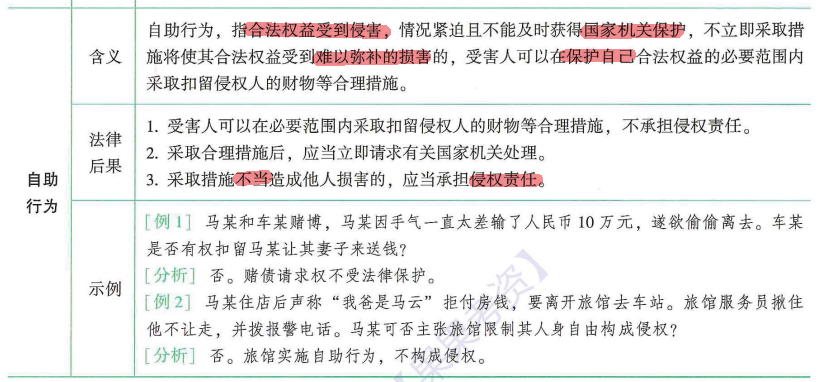 自助行为
含义
自助行为，指合法权益受到侵害，情况紧迫且不能及时获得国家机关保护，不立即采取措
施将使其合法权益受到难以弥补的损害的，受害人可以在保护自己合法权益的必要范围内
采取扣留侵权人的财物等合理措施。
法律
后果
1. 受害人可以在必要范围内采取扣留侵权人的财物等合理措施，不承担侵权责任。
2. 采取合理措施后，应当立即请求有关国家机关处理。
3. 采取措施不当造成他人损害的，应当承担侵权责任。
示例
［例 1］ 马某和车某赌博，马某因手气一直太差输了人民币 10 万元，遂欲偷偷离去。车某
是否有权扣留马某让其妻子来送钱？
［分析］ 否。赌债请求权不受法律保护。
［例 2］ 马某住店后声称“我爸是马云”拒付房钱，要离开旅馆去车站。旅馆服务员揪住
他不让走，并拨报警电话。马某可否主张旅馆限制其人身自由构成侵权？
［分析］ 否。旅馆实施自助行为，不构成侵权。
【果果考资】